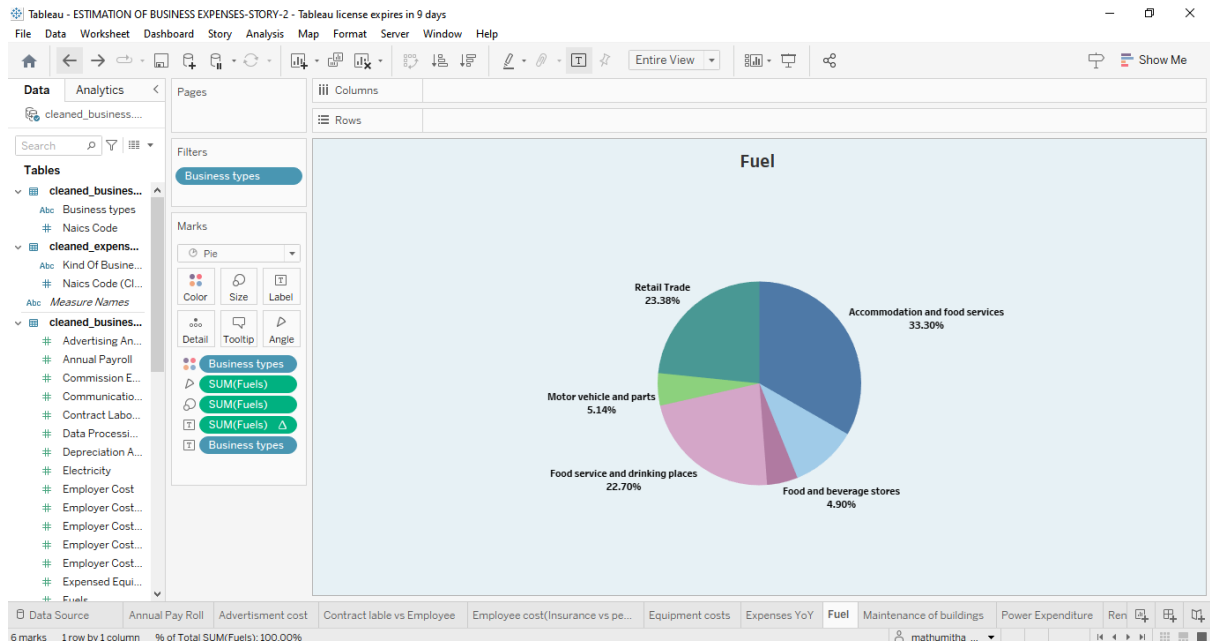 Tableau - ESTIMATION OF BUSINESS EXPENSES-STORY-2 - Tableau license expires in 9 days
File Data Worksheet Dashboard Story Analysis Map Format Server Window Help
Entire View
Show Me
Data Analytics
cleaned_business....
Search
Tables
cleaned_busines...
Abc Business types
# Naics Code
cleaned_expens...
Abc Kind Of Busine...
# Naics Code (Cl...
Abc Measure Names
cleaned_busines...
# Advertising An...
# Annual Payroll
# Commission E...
# Communicatio...
# Contract Labo...
# Data Processi...
# Depreciation A...
# Electricity
# Employer Cost
# Employer Cost...
# Employer Cost...
# Employer Cost...
# Employer Cost...
# Expensed Equi...
# Fuels
Pages
Filters
Business types
Marks
Pie
Color Size Label
Detail Tooltip Angle
Business types
SUM(Fuels)
SUM(Fuels)
SUM(Fuels) Δ
Business types
Columns
Rows
Fuel
Retail Trade
23.38%
Accommodation and food services
33.30%
Motor vehicle and parts
5.14%
Food service and drinking places
22.70%
Food and beverage stores
4.90%
Data Source Annual Pay Roll Advertisment cost Contract lable vs Employee Employee cost(Insurance vs pe... Equipment costs Expenses YoY Fuel Maintenance of buildings Power Expenditure Ren
6 marks 1 row by 1 column % of Total SUM(Fuels): 100.00% mathumitha ...